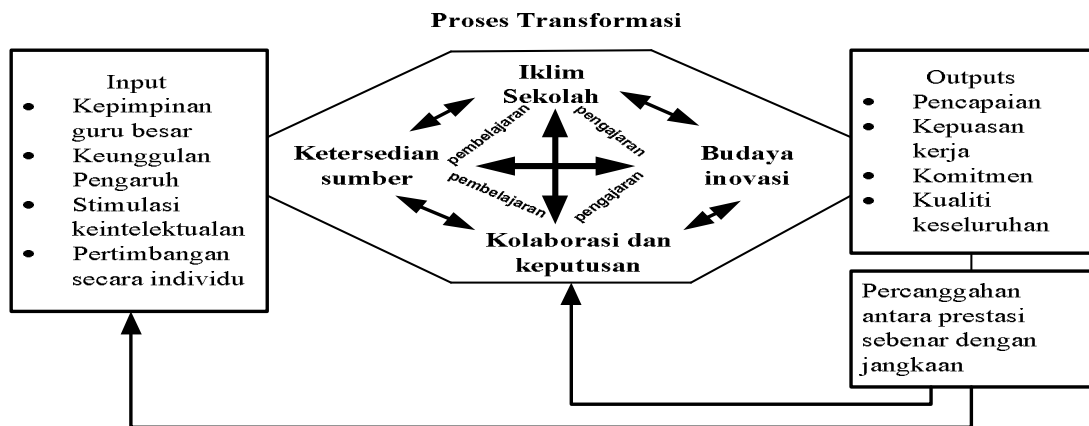 Proses Transformasi
Input
• Kepimpinan
guru besar
• Keunggulan
Pengaruh
• Stimulasi
keintelektualan
• Pertimbangan
secara individu
Iklim
Sekolah
pembelajaran
pengajaran
Ketersedian
sumber
Budaya
inovasi
pembelajaran
pengajaran
Kolaborasi dan
keputusan
Outputs
• Pencapaian
• Kepuasan
kerja
• Komitmen
• Kualiti
keseluruhan
Percanggahan
antara prestasi
sebenar dengan
jangkaan